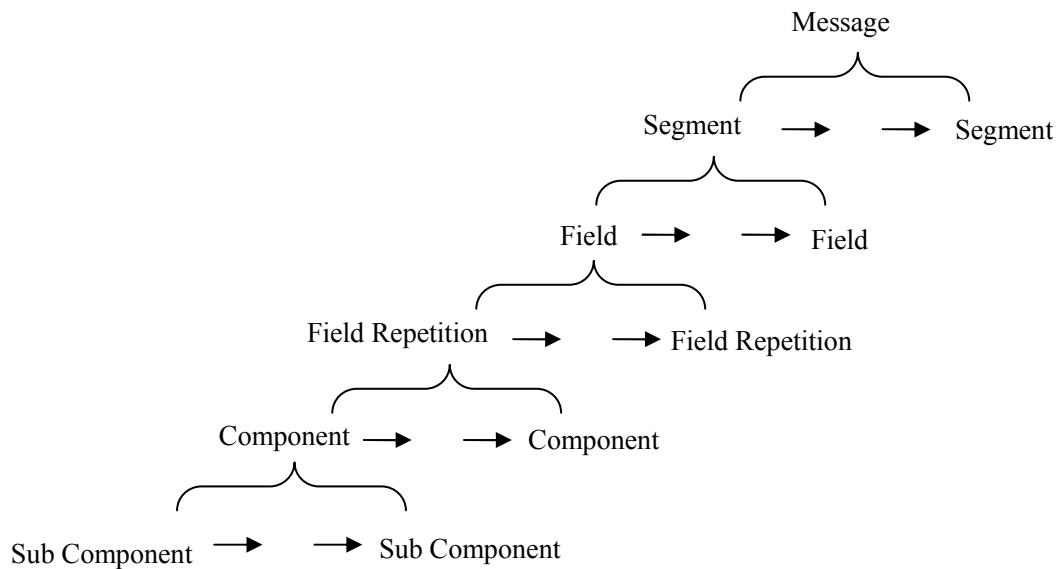 Message
Segment Segment
Field Field
Field Repetition Field Repetition
Component Component
Sub Component Sub Component